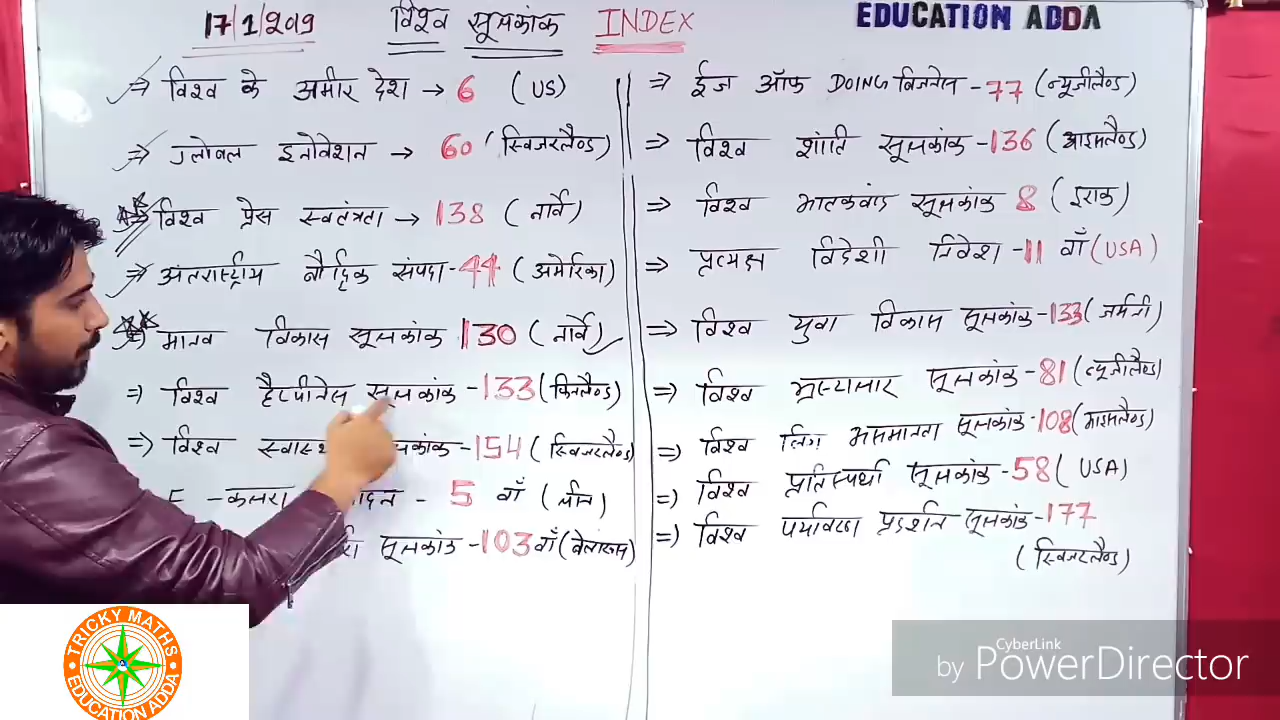 17/1/2019 विश्व सूचकांक INDEX
EDUCATION ADDA
⇒ विश्व के अमीर देश → 6 (US)
⇒ ग्लोबल इनोवेशन → 60 (स्विजरलैण्ड)
⇒ विश्व प्रेस स्वतंत्रता → 138 (नार्वे)
⇒ अंतराष्ट्रीय बौद्धिक संपदा - 44 (अमेरिका)
⇒ मानव विकास सूचकांक 130 (नार्वे)
⇒ विश्व हैप्पीनेस सूचकांक - 133 (फिनलैण्ड)
⇒ विश्व सूचकांक - 154 (स्विजरलैण्ड)
E - कचरा - 5 वाँ (चीन)
सूचकांक - 103 वाँ (बेलारूस)
⇒ ईज ऑफ DOING बिजनेस - 77 (न्यूजीलैण्ड)
⇒ विश्व शांति सूचकांक - 136 (आइसलैण्ड)
⇒ विश्व आतंकवाद सूचकांक 8 (इराक)
⇒ प्रत्यक्ष विदेशी निवेश - 11 वाँ (USA)
⇒ विश्व युवा विकास सूचकांक - 133 (जर्मनी)
⇒ विश्व भ्रष्टाचार सूचकांक - 81 (न्यूजीलैण्ड)
⇒ विश्व लिंग असमानता सूचकांक - 108 (आइसलैण्ड)
⇒ विश्व प्रतिस्पर्धा सूचकांक - 58 (USA)
⇒ विश्व पर्यावरण प्रदर्शन सूचकांक - 177
(स्विजरलैण्ड)
TRICKY MATHS
EDUCATION ADDA
CyberLink
by PowerDirector